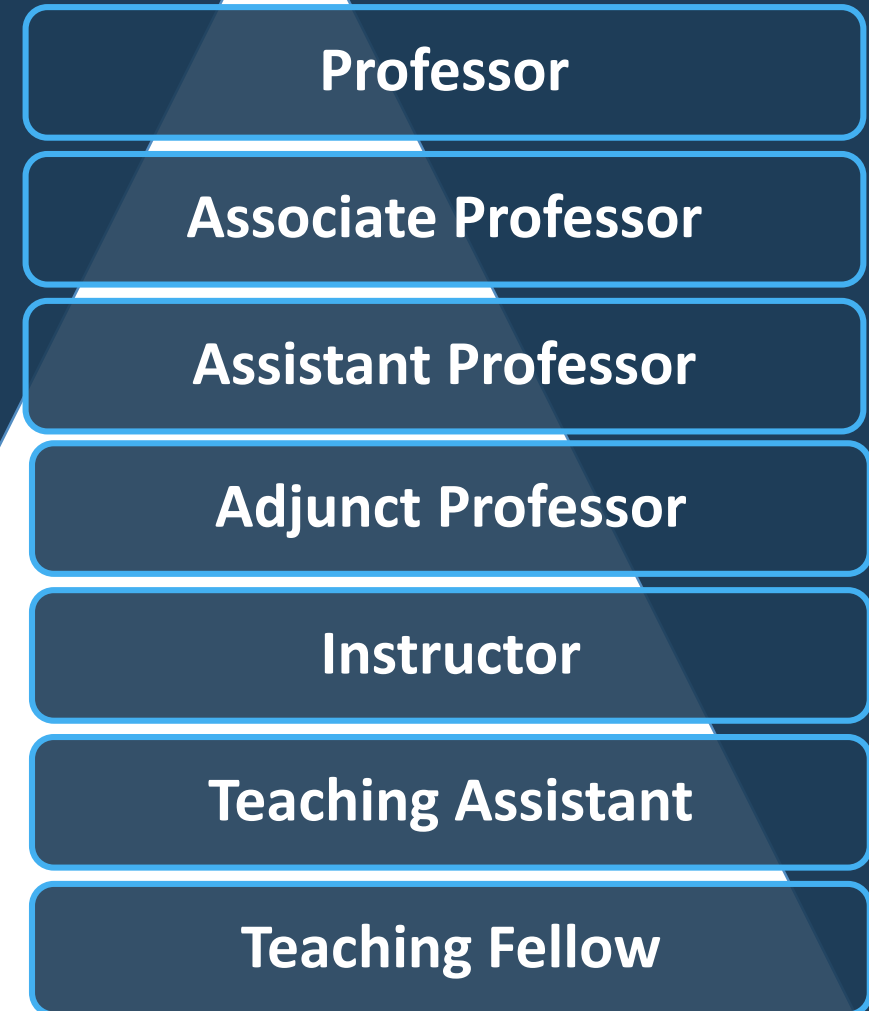 Professor
Associate Professor
Assistant Professor
Adjunct Professor
Instructor
Teaching Assistant
Teaching Fellow